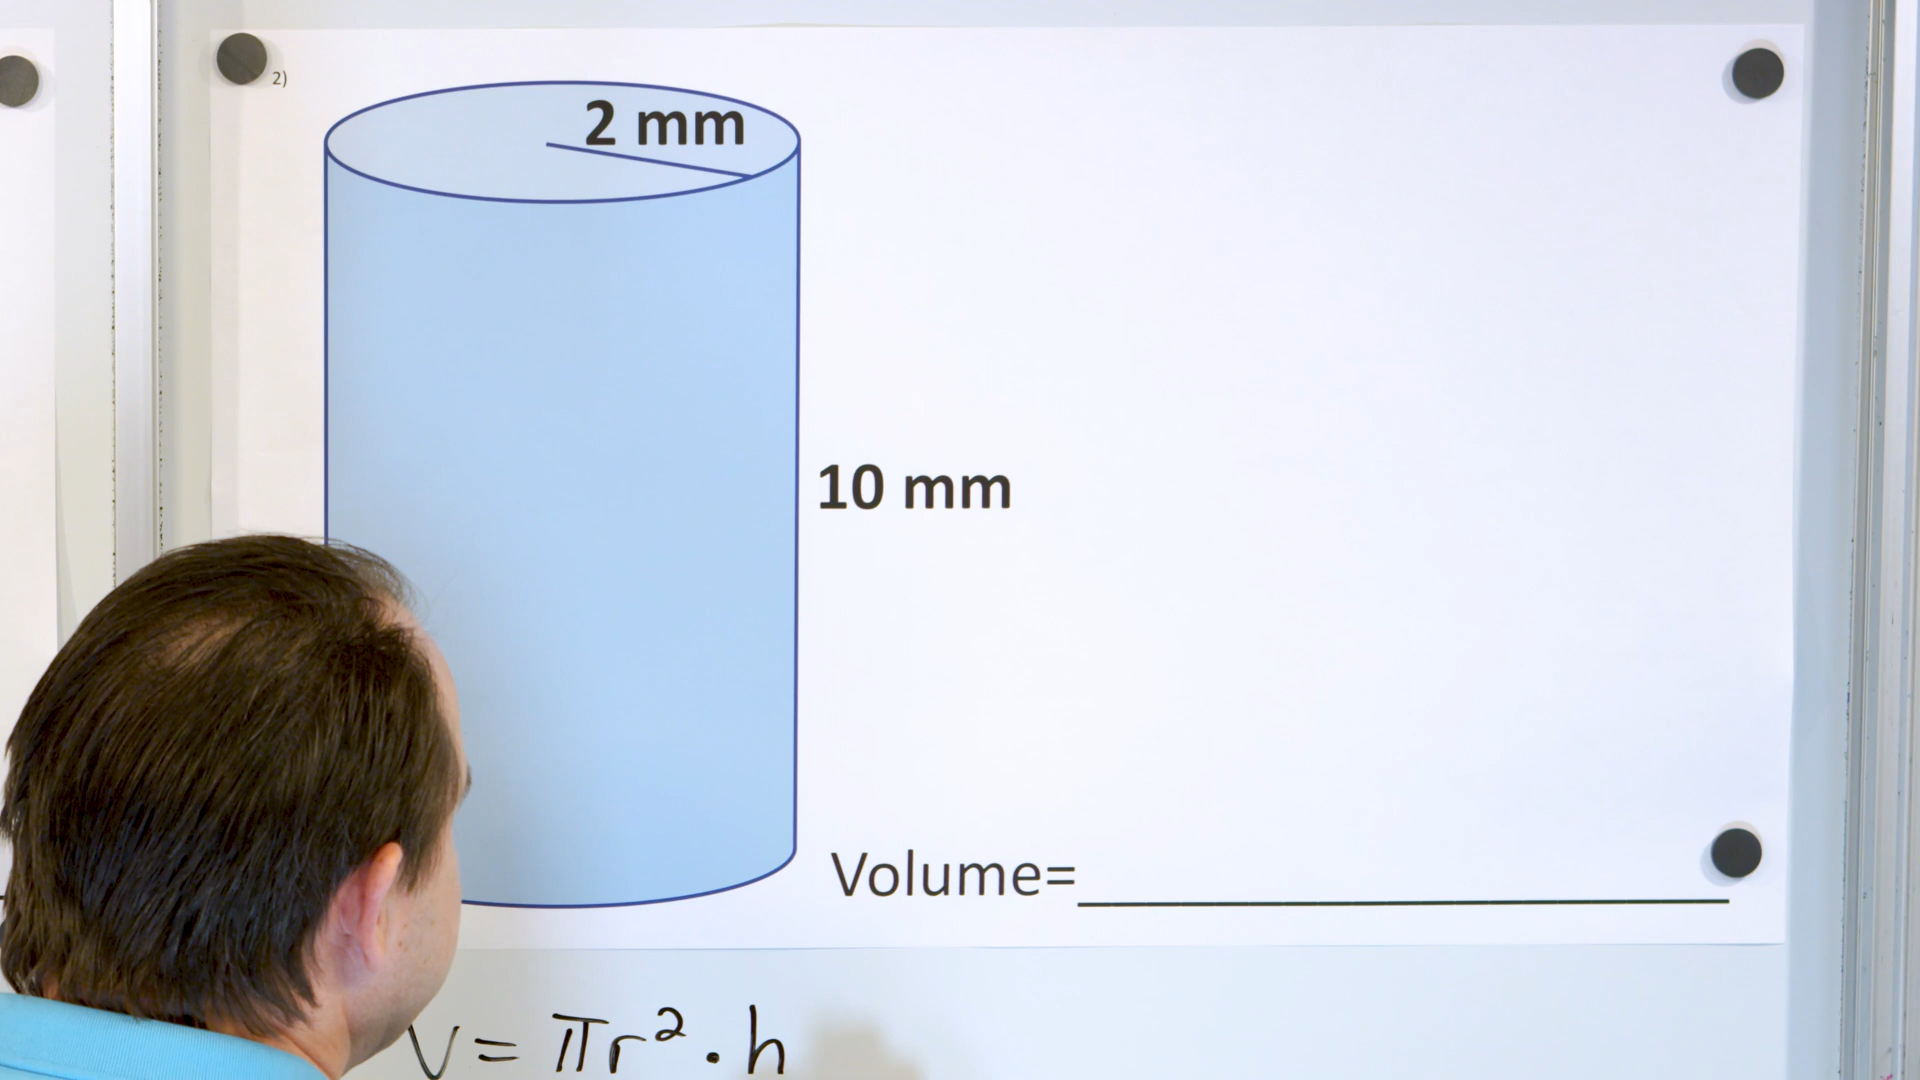 2)
2 mm
10 mm
Volume=
V = πr² · h